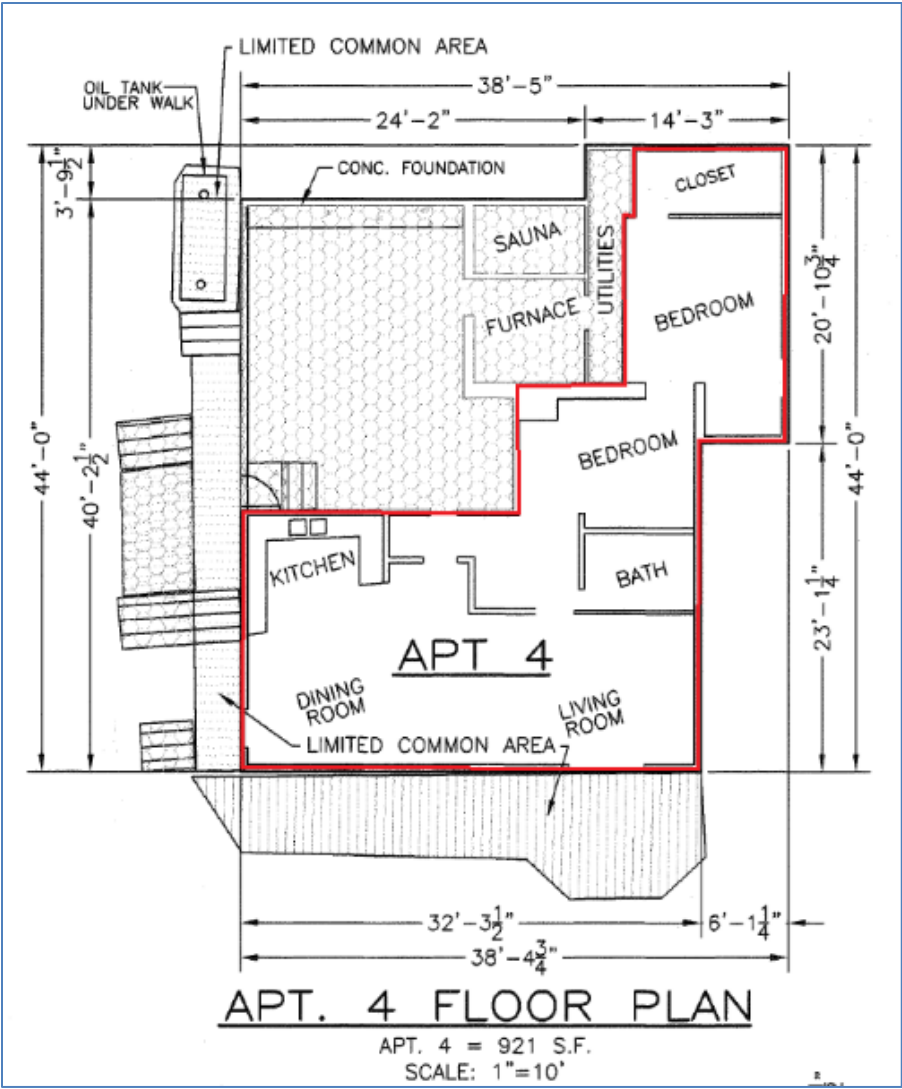 LIMITED COMMON AREA
38'-5"
OIL TANK
UNDER WALK
24'-2"
14'-3"
3'-9 1/2"
CONC. FOUNDATION
CLOSET
SAUNA
UTILITIES
FURNACE
BEDROOM
20'-10 3/4"
44'-0"
40'-2 1/2"
44'-0"
BEDROOM
KITCHEN
BATH
23'-1 1/4"
APT 4
DINING
ROOM
LIVING
ROOM
LIMITED COMMON AREA
32'-3 1/2"
6'-1 1/4"
38'-4 3/4"
APT. 4 FLOOR PLAN
APT. 4 = 921 S.F.
SCALE: 1"=10'